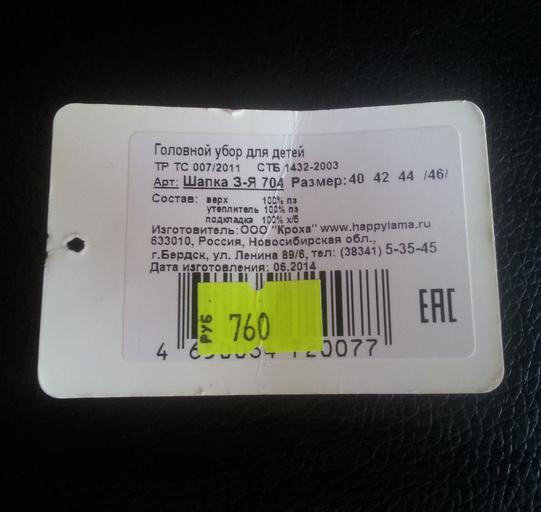 Головной убор для детей
ТР ТС 007/2011 СТБ 1432-2003
Арт: Шапка З-Я 704 Размер: 40 42 44 /46/
Состав: верх 100% пэ
утеплитель 100% пэ
подкладка 100% х/б
Изготовитель: ООО "Кроха" www.happylama.ru
633010, Россия, Новосибирская обл.,
г.Бердск, ул. Ленина 89/6, тел: (38341) 5-35-45
Дата изготовления: 06.2014
EAC
РУБ 760
4